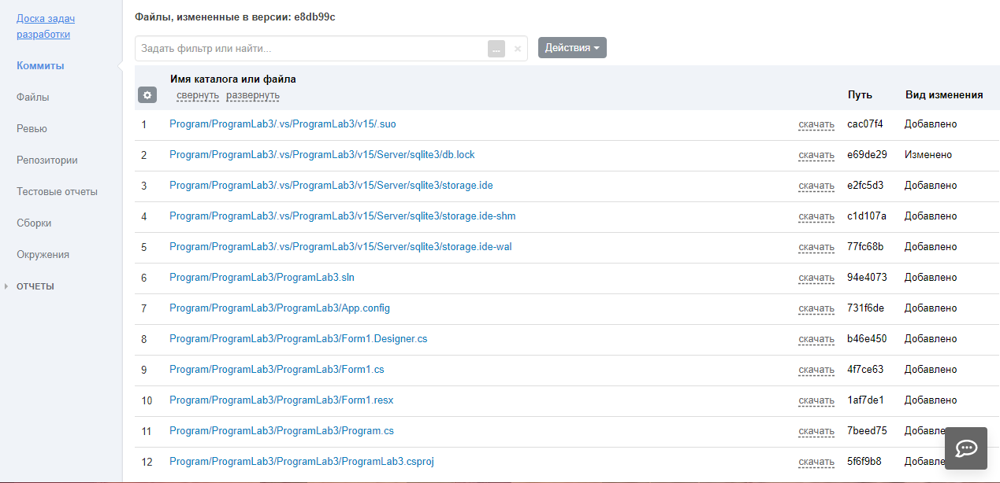 Доска задач
разработки
Коммиты
Файлы
Ревью
Репозитории
Тестовые отчеты
Сборки
Окружения
ОТЧЕТЫ
Файлы, измененные в версии: e8db99c
Задать фильтр или найти... ... × Действия
Имя каталога или файла
свернуть развернуть
Путь Вид изменения
1 Program/ProgramLab3/.vs/ProgramLab3/v15/.suo скачать cac07f4 Добавлено
2 Program/ProgramLab3/.vs/ProgramLab3/v15/Server/sqlite3/db.lock скачать e69de29 Изменено
3 Program/ProgramLab3/.vs/ProgramLab3/v15/Server/sqlite3/storage.ide скачать e2fc5d3 Добавлено
4 Program/ProgramLab3/.vs/ProgramLab3/v15/Server/sqlite3/storage.ide-shm скачать c1d107a Добавлено
5 Program/ProgramLab3/.vs/ProgramLab3/v15/Server/sqlite3/storage.ide-wal скачать 77fc68b Добавлено
6 Program/ProgramLab3/ProgramLab3.sln скачать 94e4073 Добавлено
7 Program/ProgramLab3/ProgramLab3/App.config скачать 731f6de Добавлено
8 Program/ProgramLab3/ProgramLab3/Form1.Designer.cs скачать b46e450 Добавлено
9 Program/ProgramLab3/ProgramLab3/Form1.cs скачать 4f7ce63 Добавлено
10 Program/ProgramLab3/ProgramLab3/Form1.resx скачать 1af7de1 Добавлено
11 Program/ProgramLab3/ProgramLab3/Program.cs скачать 7beed75 Добавле
12 Program/ProgramLab3/ProgramLab3/ProgramLab3.csproj скачать 5f6f9b8 Добавле